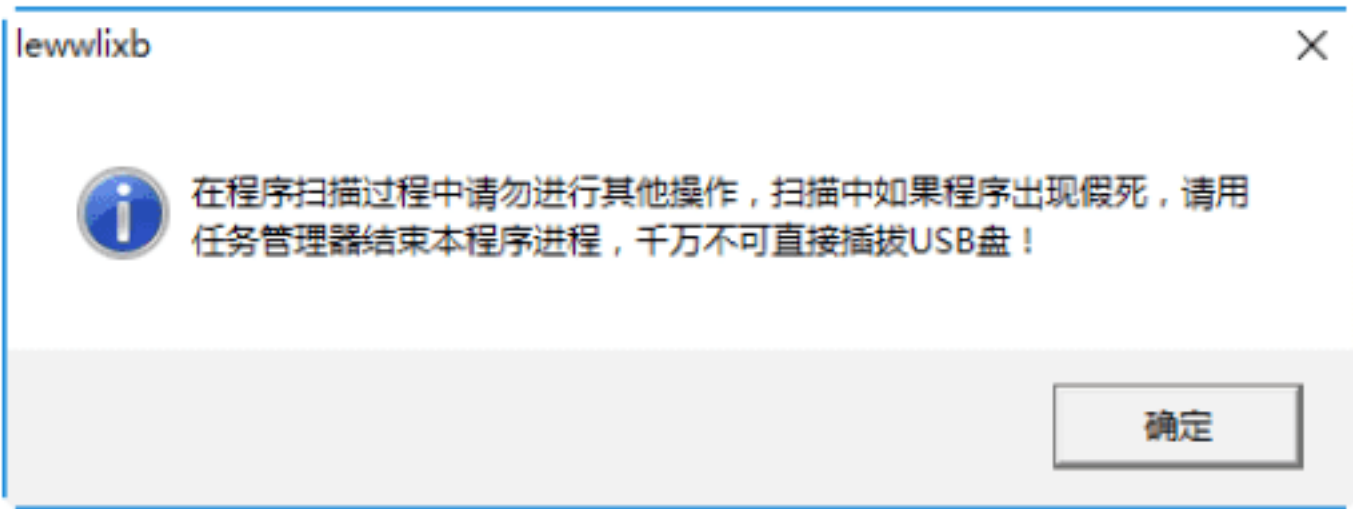 lewwlixb
在程序扫描过程中请勿进行其他操作，扫描中如果程序出现假死，请用
任务管理器结束本程序进程，千万不可直接插拔USB盘！
确定